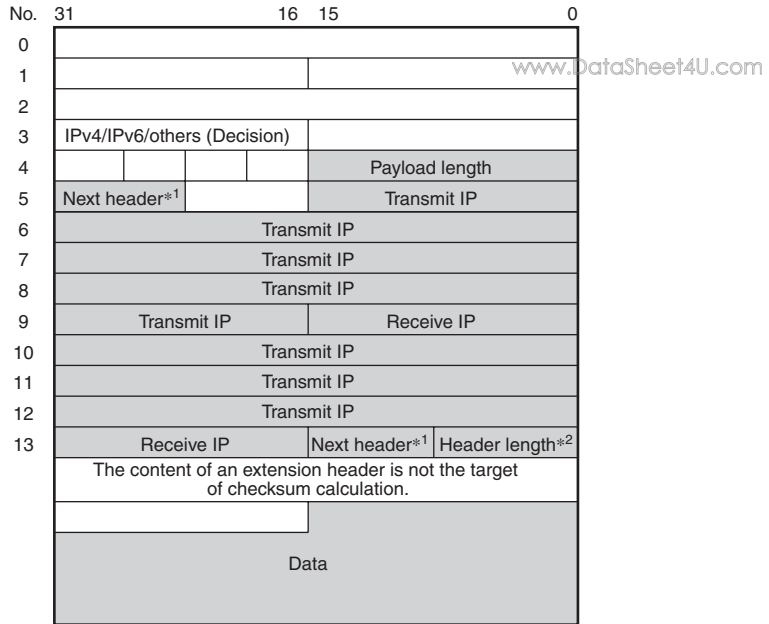 No. 31 16 15 0
0
1
www.DataSheet4U.com
2
3 IPv4/IPv6/others (Decision)
4 Payload length
5 Next header*1 Transmit IP
6 Transmit IP
7 Transmit IP
8 Transmit IP
9 Transmit IP Receive IP
10 Transmit IP
11 Transmit IP
12 Transmit IP
13 Receive IP Next header*1 Header length*2
The content of an extension header is not the target
of checksum calculation.
Data